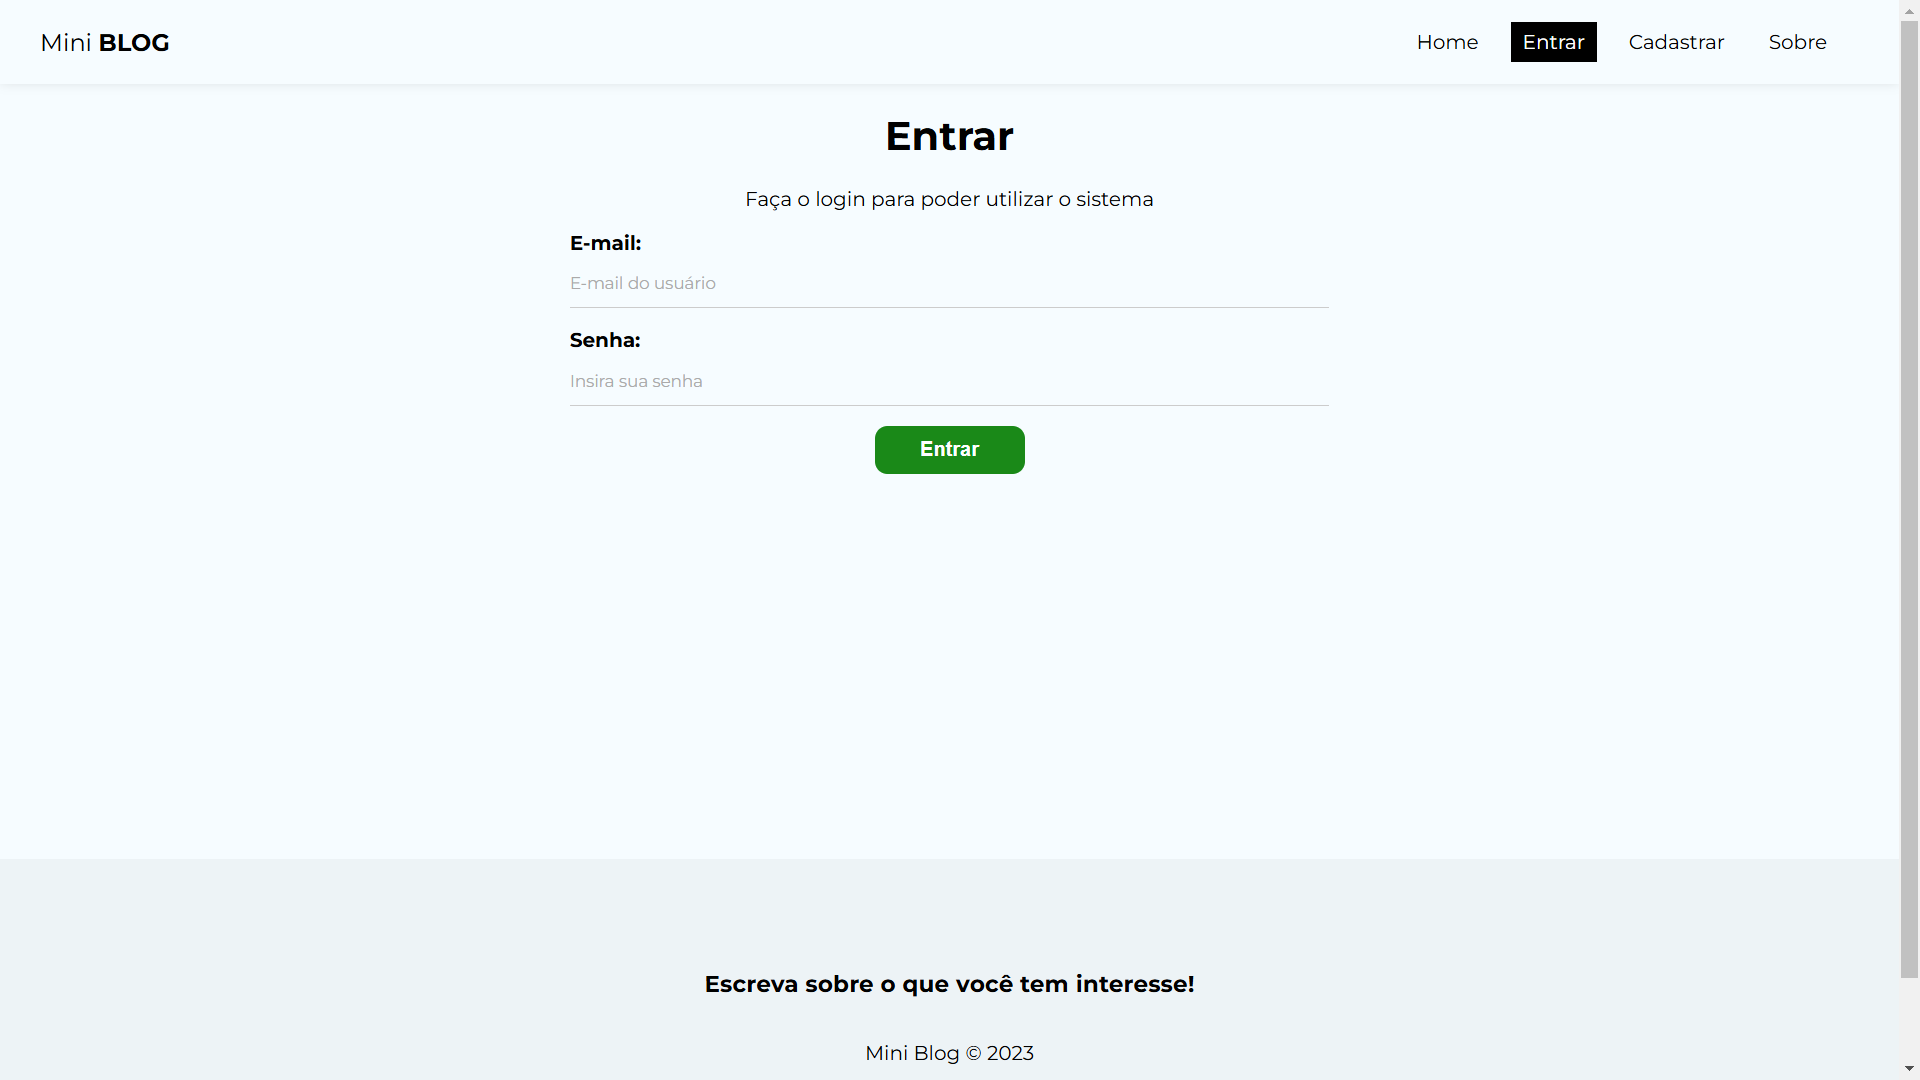 Mini BLOG
Home Entrar Cadastrar Sobre
Entrar
Faça o login para poder utilizar o sistema
E-mail:
E-mail do usuário
Senha:
Insira sua senha
Entrar
Escreva sobre o que você tem interesse!
Mini Blog © 2023